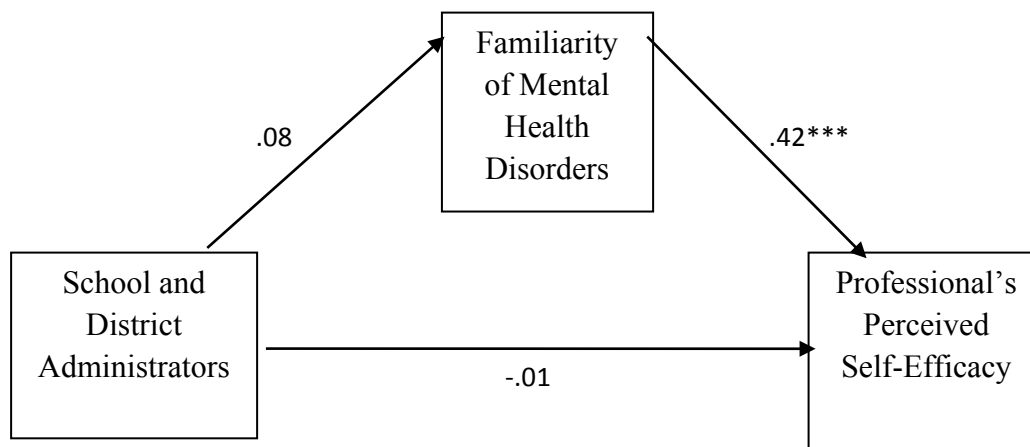 Familiarity
of Mental
Health
Disorders
.08
.42***
School and
District
Administrators
Professional’s
Perceived
Self-Efficacy
-.01